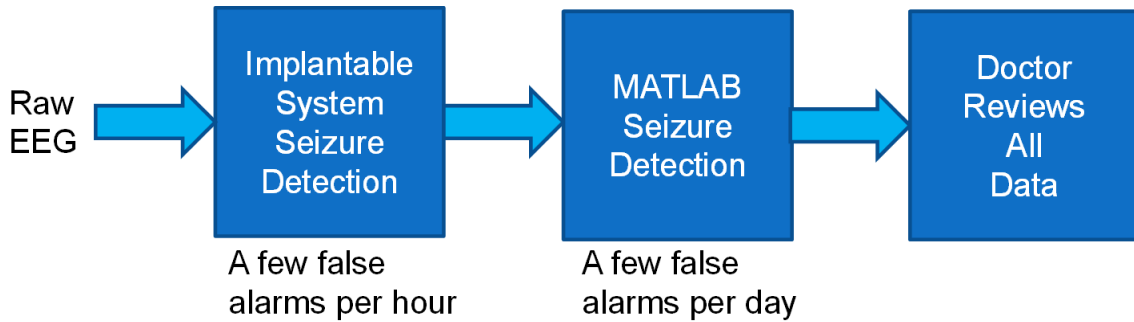 Raw
EEG
Implantable
System
Seizure
Detection
MATLAB
Seizure
Detection
Doctor
Reviews
All
Data
A few false
alarms per hour
A few false
alarms per day